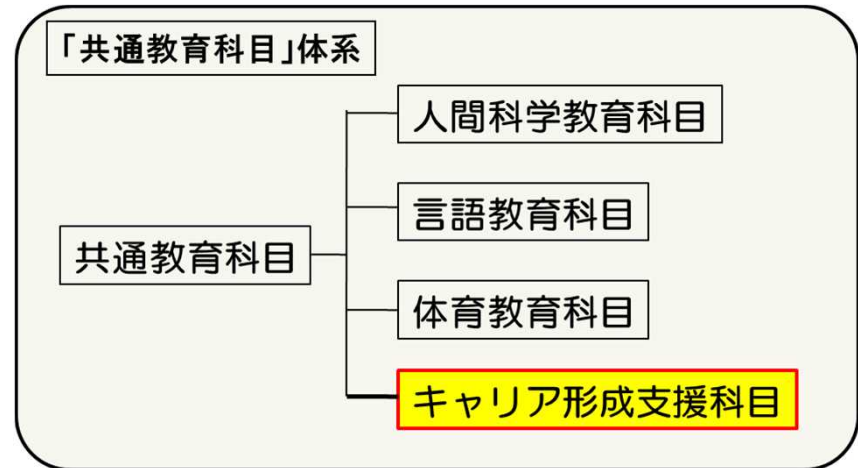 「共通教育科目」体系
人間科学教育科目
言語教育科目
共通教育科目
体育教育科目
キャリア形成支援科目